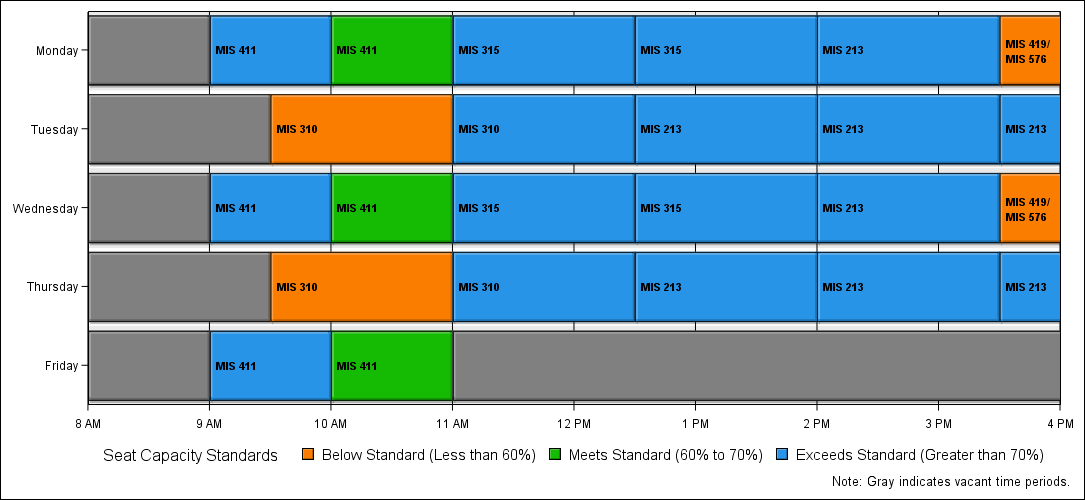 Monday
MIS 411
MIS 411
MIS 315
MIS 315
MIS 213
MIS 419/
MIS 576
Tuesday
MIS 310
MIS 310
MIS 213
MIS 213
MIS 213
Wednesday
MIS 411
MIS 411
MIS 315
MIS 315
MIS 213
MIS 419/
MIS 576
Thursday
MIS 310
MIS 310
MIS 213
MIS 213
MIS 213
Friday
MIS 411
MIS 411
8 AM 9 AM 10 AM 11 AM 12 PM 1 PM 2 PM 3 PM 4 PM
Seat Capacity Standards Below Standard (Less than 60%) Meets Standard (60% to 70%) Exceeds Standard (Greater than 70%)
Note: Gray indicates vacant time periods.